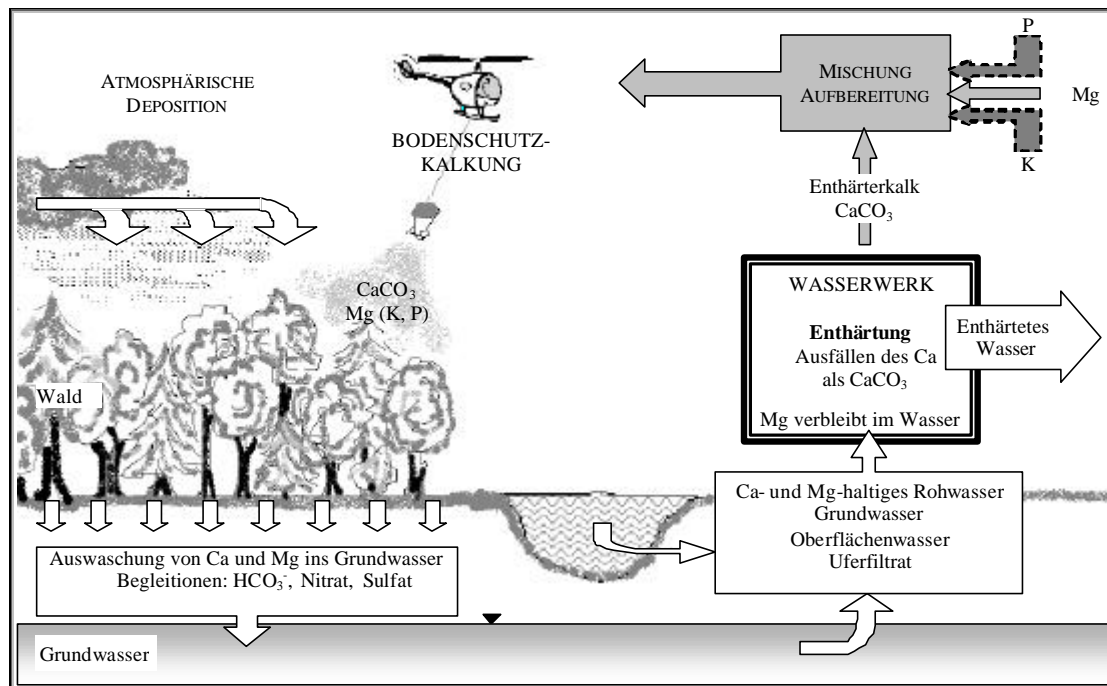 ATMOSPHÄRISCHE
DEPOSITION
BODENSCHUTZ-
KALKUNG
CaCO₃
Mg (K, P)
Wald
Auswaschung von Ca und Mg ins Grundwasser
Begleitionen: HCO₃⁻, Nitrat, Sulfat
Grundwasser
MISCHUNG
AUFBEREITUNG
P
Mg
K
Enthärterkalk
CaCO₃
WASSERWERK
Enthärtung
Ausfällen des Ca
als CaCO₃
Mg verbleibt im Wasser
Enthärtetes
Wasser
Ca- und Mg-haltiges Rohwasser
Grundwasser
Oberflächenwasser
Uferfiltrat